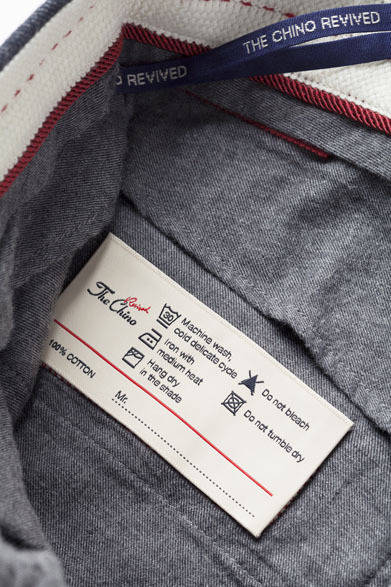 THE CHINO REVIVED
REVIVED
The Chino
Revived
100% COTTON
30
Machine wash,
cold delicate cycle
Iron with
medium heat
Hang dry
in the shade
Do not bleach
Do not tumble dry
Mr.